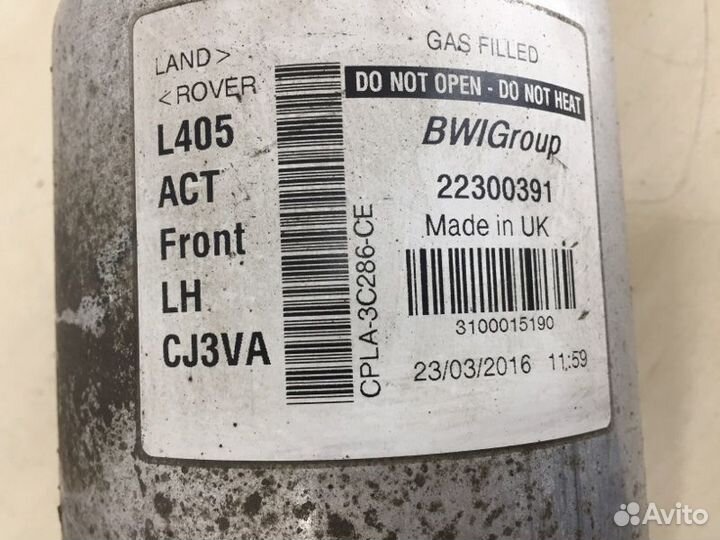 LAND>
<ROVER
L405
ACT
Front
LH
CJ3VA
CPLA-3C286-CE
GAS FILLED
DO NOT OPEN - DO NOT HEAT
BWIGroup
22300391
Made in UK
3100015190
23/03/2016 11:59
Avito